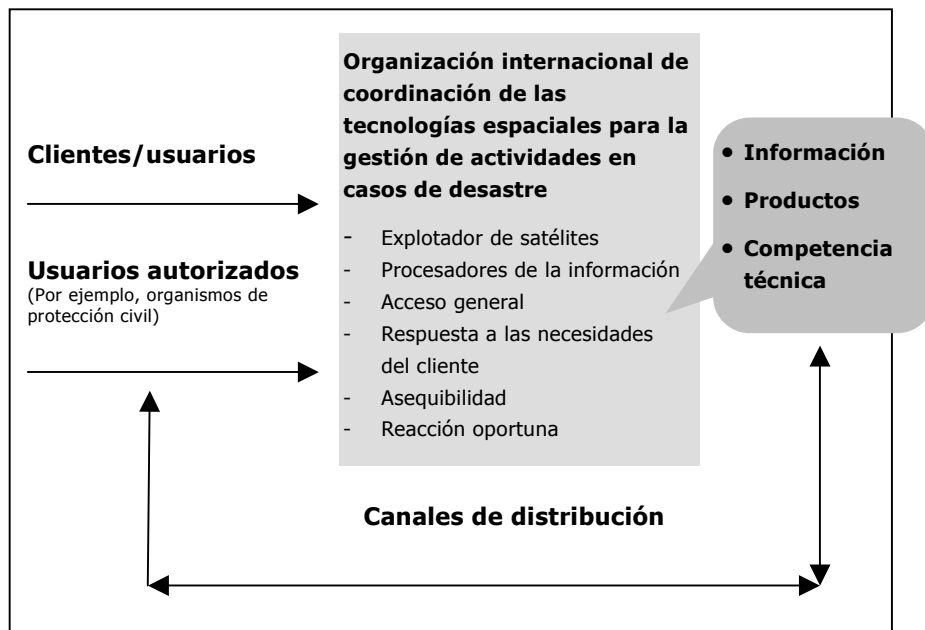 Organización internacional de
coordinación de las
tecnologías espaciales para la
gestión de actividades en
casos de desastre
- Explotador de satélites
- Procesadores de la información
- Acceso general
- Respuesta a las necesidades
del cliente
- Asequibilidad
- Reacción oportuna
Clientes/usuarios
Usuarios autorizados
(Por ejemplo, organismos de
protección civil)
• Información
• Productos
• Competencia
técnica
Canales de distribución